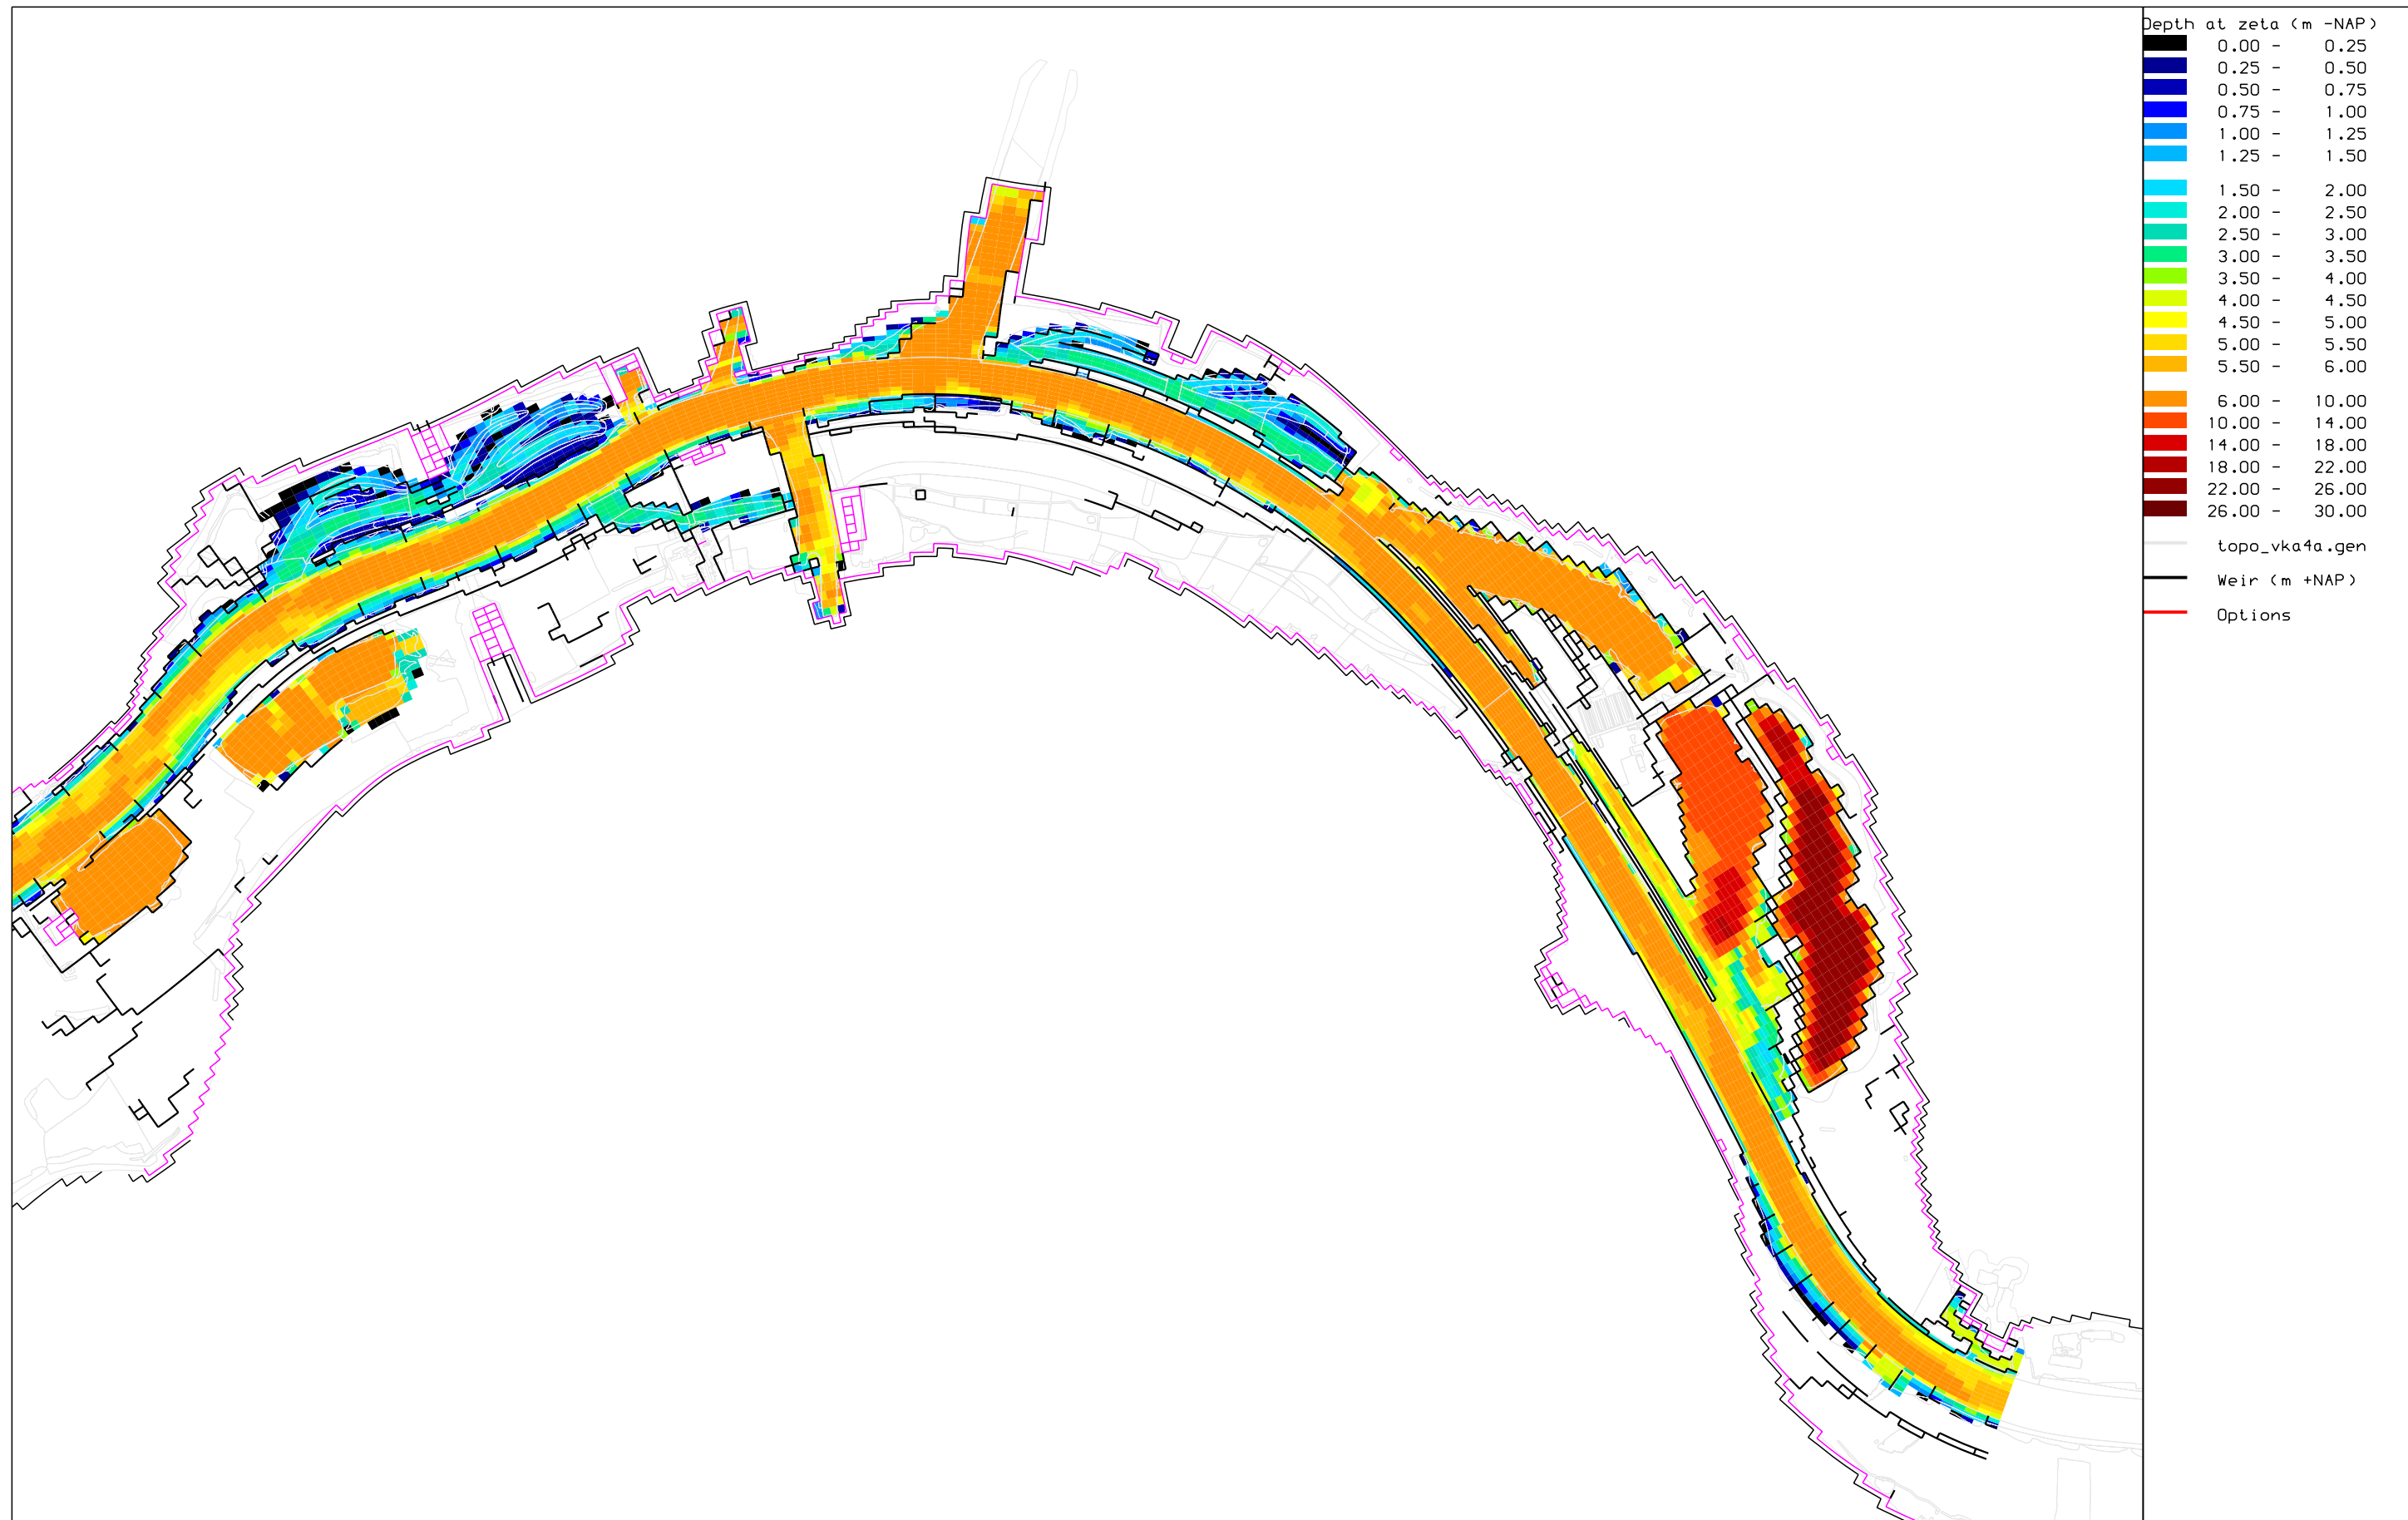 Depth at zeta (m -NAP)
0.00 - 0.25
0.25 - 0.50
0.50 - 0.75
0.75 - 1.00
1.00 - 1.25
1.25 - 1.50
1.50 - 2.00
2.00 - 2.50
2.50 - 3.00
3.00 - 3.50
3.50 - 4.00
4.00 - 4.50
4.50 - 5.00
5.00 - 5.50
5.50 - 6.00
6.00 - 10.00
10.00 - 14.00
14.00 - 18.00
18.00 - 22.00
22.00 - 26.00
26.00 - 30.00
topo_vka4a.gen
Weir (m +NAP)
Options